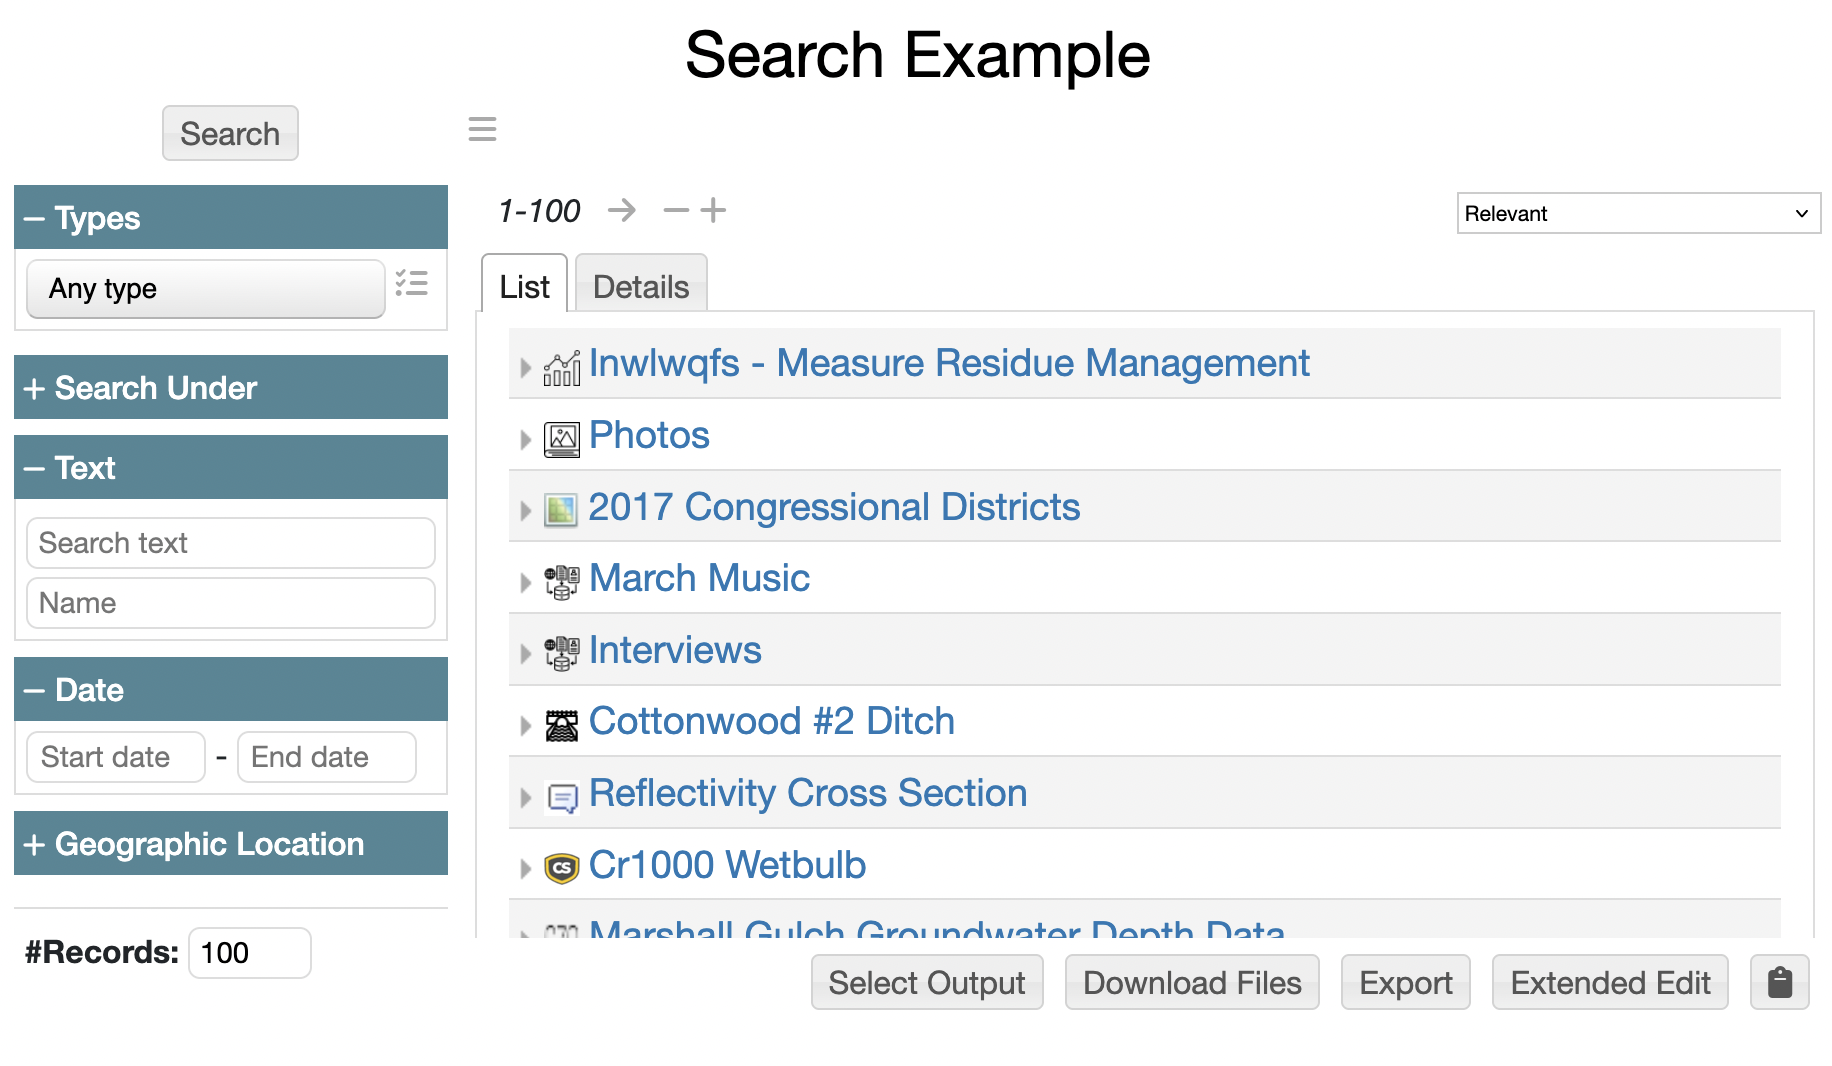 Search Example
Search
– Types
Any type
+ Search Under
– Text
Search text
Name
– Date
Start date - End date
+ Geographic Location
#Records: 100
1-100
Relevant
List Details
Inwlwqfs - Measure Residue Management
Photos
2017 Congressional Districts
March Music
Interviews
Cottonwood #2 Ditch
Reflectivity Cross Section
CS Cr1000 Wetbulb
Marshall Gulch Groundwater Depth Data
Select Output Download Files Export Extended Edit